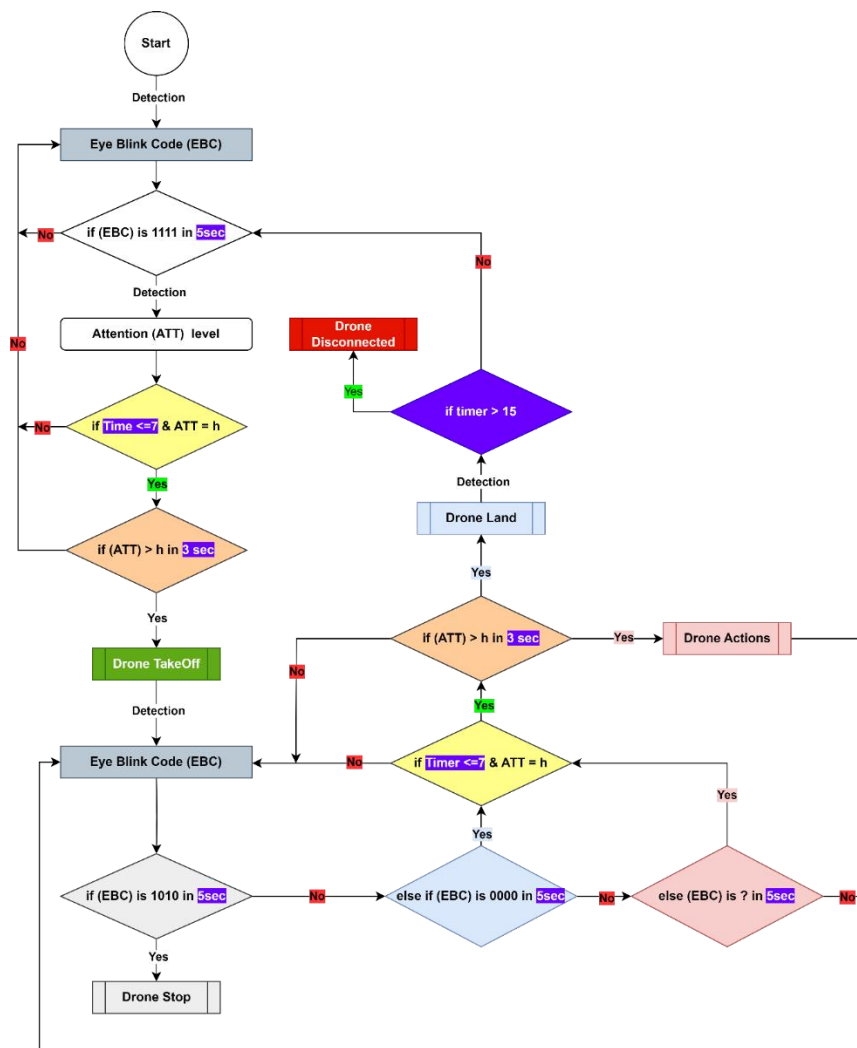 Start
Detection
Eye Blink Code (EBC)
if (EBC) is 1111 in 5sec
No
No
Detection
Attention (ATT) level
Drone
Disconnected
No
Yes
if timer > 15
if Time <=7 & ATT = h
No
Yes
Detection
Drone Land
if (ATT) > h in 3 sec
Yes
Yes
if (ATT) > h in 3 sec
Yes
Drone Actions
Drone TakeOff
No
Detection
Yes
Eye Blink Code (EBC)
No
if Timer <=7 & ATT = h
Yes
Yes
if (EBC) is 1010 in 5sec
No
else if (EBC) is 0000 in 5sec
No
else (EBC) is ? in 5sec
No
Yes
Drone Stop